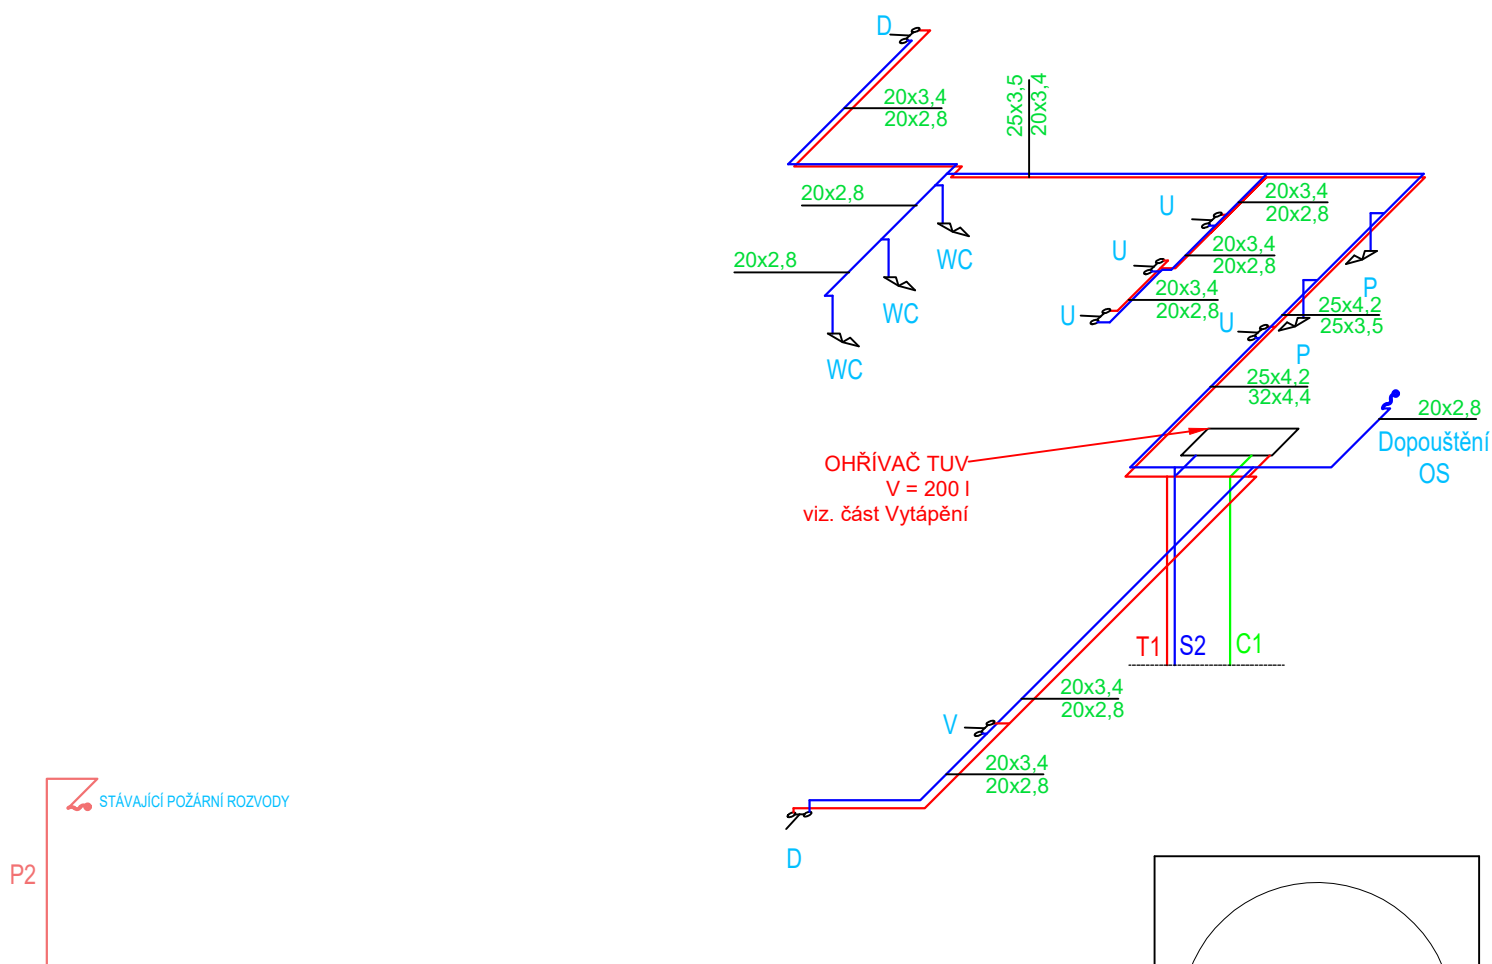 D
20x3,4
20x2,8
25x3,5
20x3,4
20x2,8
20x2,8
WC
WC
WC
U
20x3,4
20x2,8
U
20x3,4
20x2,8
U
20x3,4
20x2,8
P
25x4,2
25x3,5
U
P
25x4,2
32x4,4
20x2,8
Dopouštění
OS
OHŘÍVAČ TUV
V = 200 l
viz. část Vytápění
T1
S2
C1
20x3,4
20x2,8
V
20x3,4
20x2,8
D
STÁVAJÍCÍ POŽÁRNÍ ROZVODY
P2